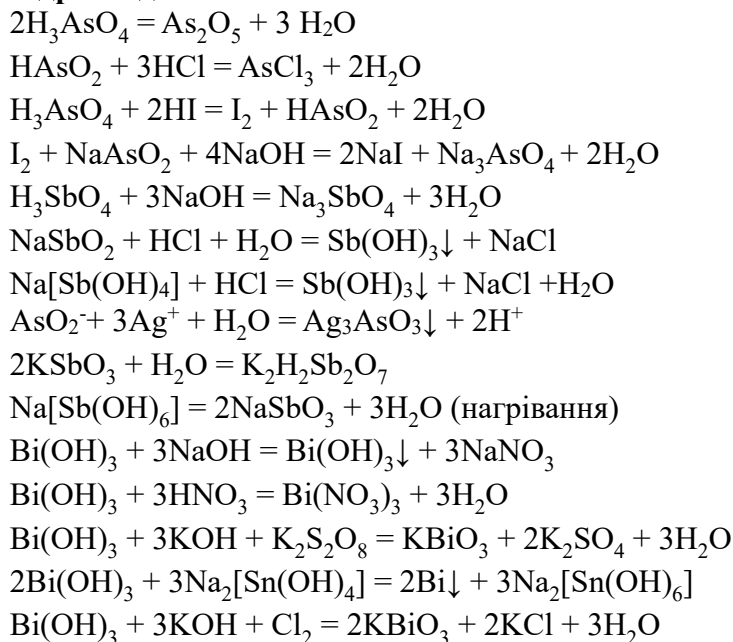 2H₃AsO₄ = As₂O₅ + 3 H₂O
HAsO₂ + 3HCl = AsCl₃ + 2H₂O
H₃AsO₄ + 2HI = I₂ + HAsO₂ + 2H₂O
I₂ + NaAsO₂ + 4NaOH = 2NaI + Na₃AsO₄ + 2H₂O
H₃SbO₄ + 3NaOH = Na₃SbO₄ + 3H₂O
NaSbO₂ + HCl + H₂O = Sb(OH)₃↓ + NaCl
Na[Sb(OH)₄] + HCl = Sb(OH)₃↓ + NaCl +H₂O
AsO₂⁻+ 3Ag⁺ + H₂O = Ag₃AsO₃↓ + 2H⁺
2KSbO₃ + H₂O = K₂H₂Sb₂O₇
Na[Sb(OH)₆] = 2NaSbO₃ + 3H₂O (нагрівання)
Bi(OH)₃ + 3NaOH = Bi(OH)₃↓ + 3NaNO₃
Bi(OH)₃ + 3HNO₃ = Bi(NO₃)₃ + 3H₂O
Bi(OH)₃ + 3KOH + K₂S₂O₈ = KBiO₃ + 2K₂SO₄ + 3H₂O
2Bi(OH)₃ + 3Na₂[Sn(OH)₄] = 2Bi↓ + 3Na₂[Sn(OH)₆]
Bi(OH)₃ + 3KOH + Cl₂ = 2KBiO₃ + 2KCl + 3H₂O